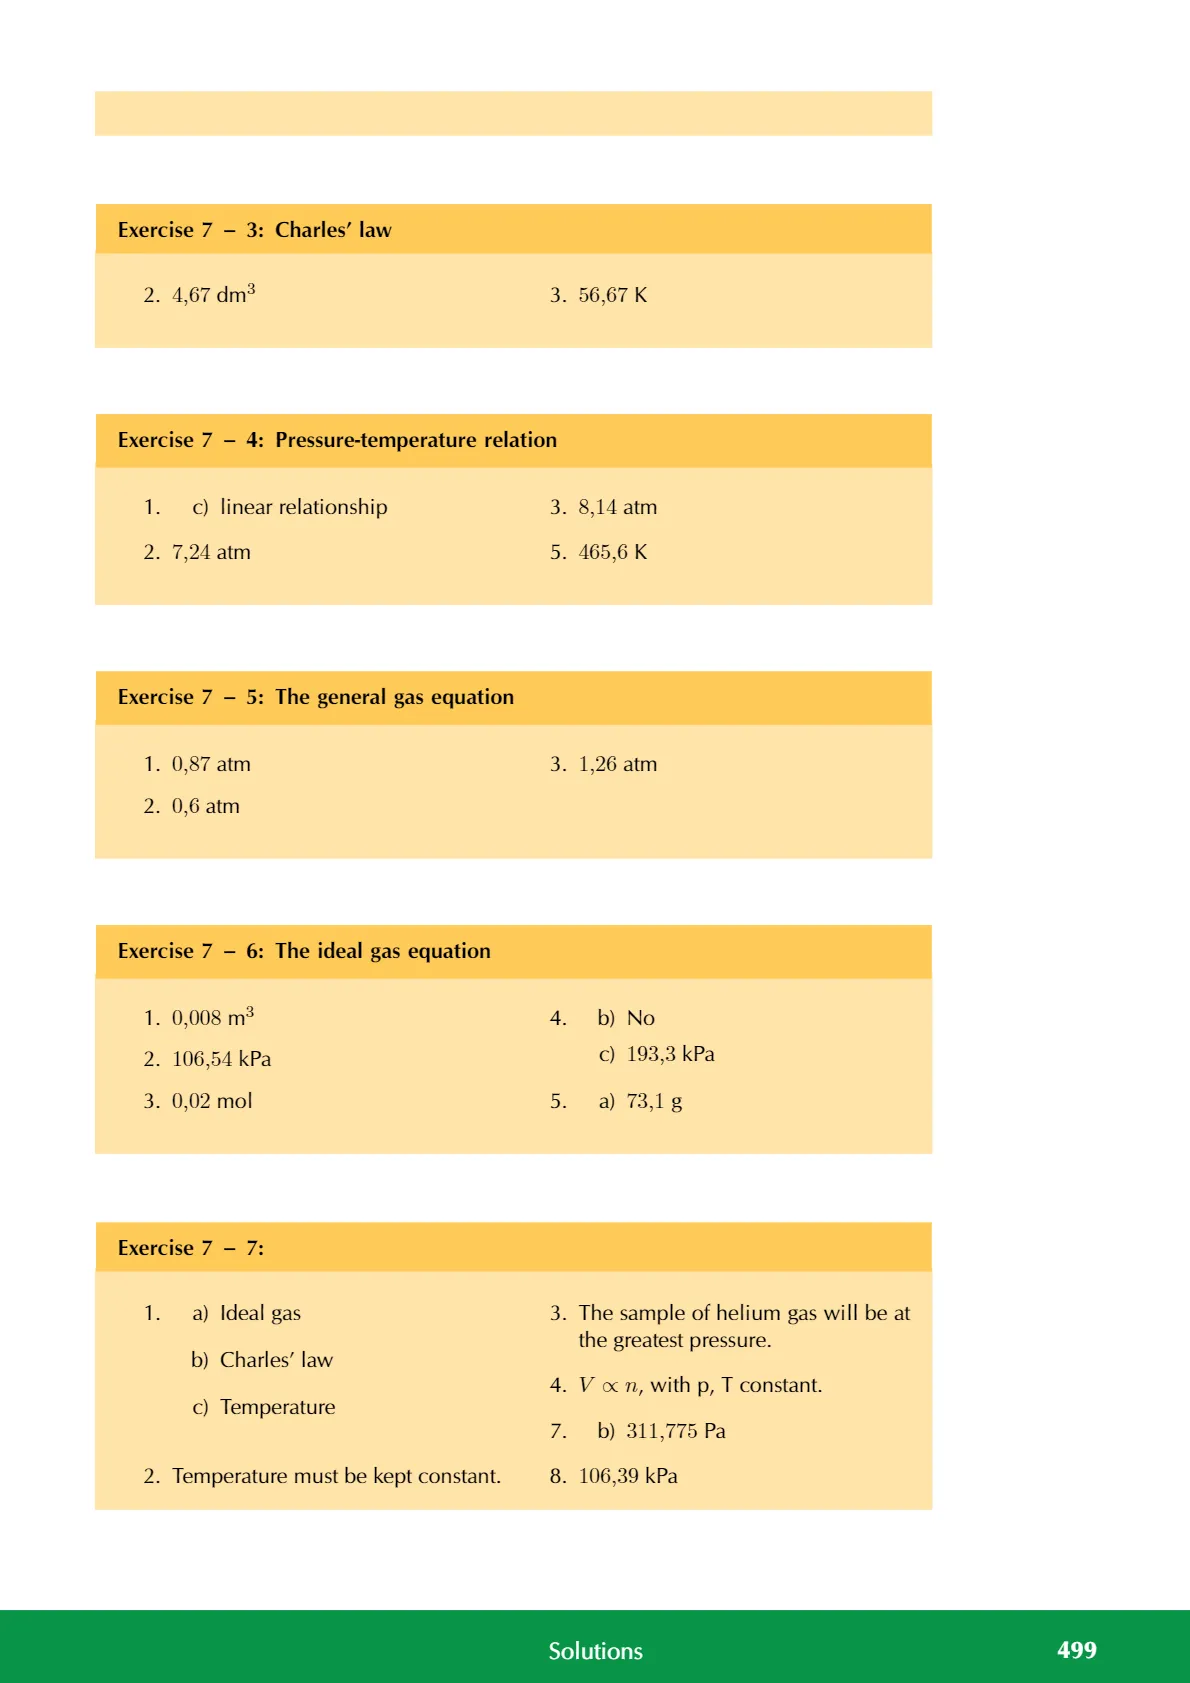 Exercise 7 – 3: Charles’ law
2. 4,67 dm³
3. 56,67 K
Exercise 7 – 4: Pressure-temperature relation
1. c) linear relationship
2. 7,24 atm
3. 8,14 atm
5. 465,6 K
Exercise 7 – 5: The general gas equation
1. 0,87 atm
2. 0,6 atm
3. 1,26 atm
Exercise 7 – 6: The ideal gas equation
1. 0,008 m³
2. 106,54 kPa
3. 0,02 mol
4. b) No
c) 193,3 kPa
5. a) 73,1 g
Exercise 7 – 7:
1. a) Ideal gas
b) Charles’ law
c) Temperature
2. Temperature must be kept constant.
3. The sample of helium gas will be at
the greatest pressure.
4. V ∝ n, with p, T constant.
7. b) 311,775 Pa
8. 106,39 kPa
Solutions
499